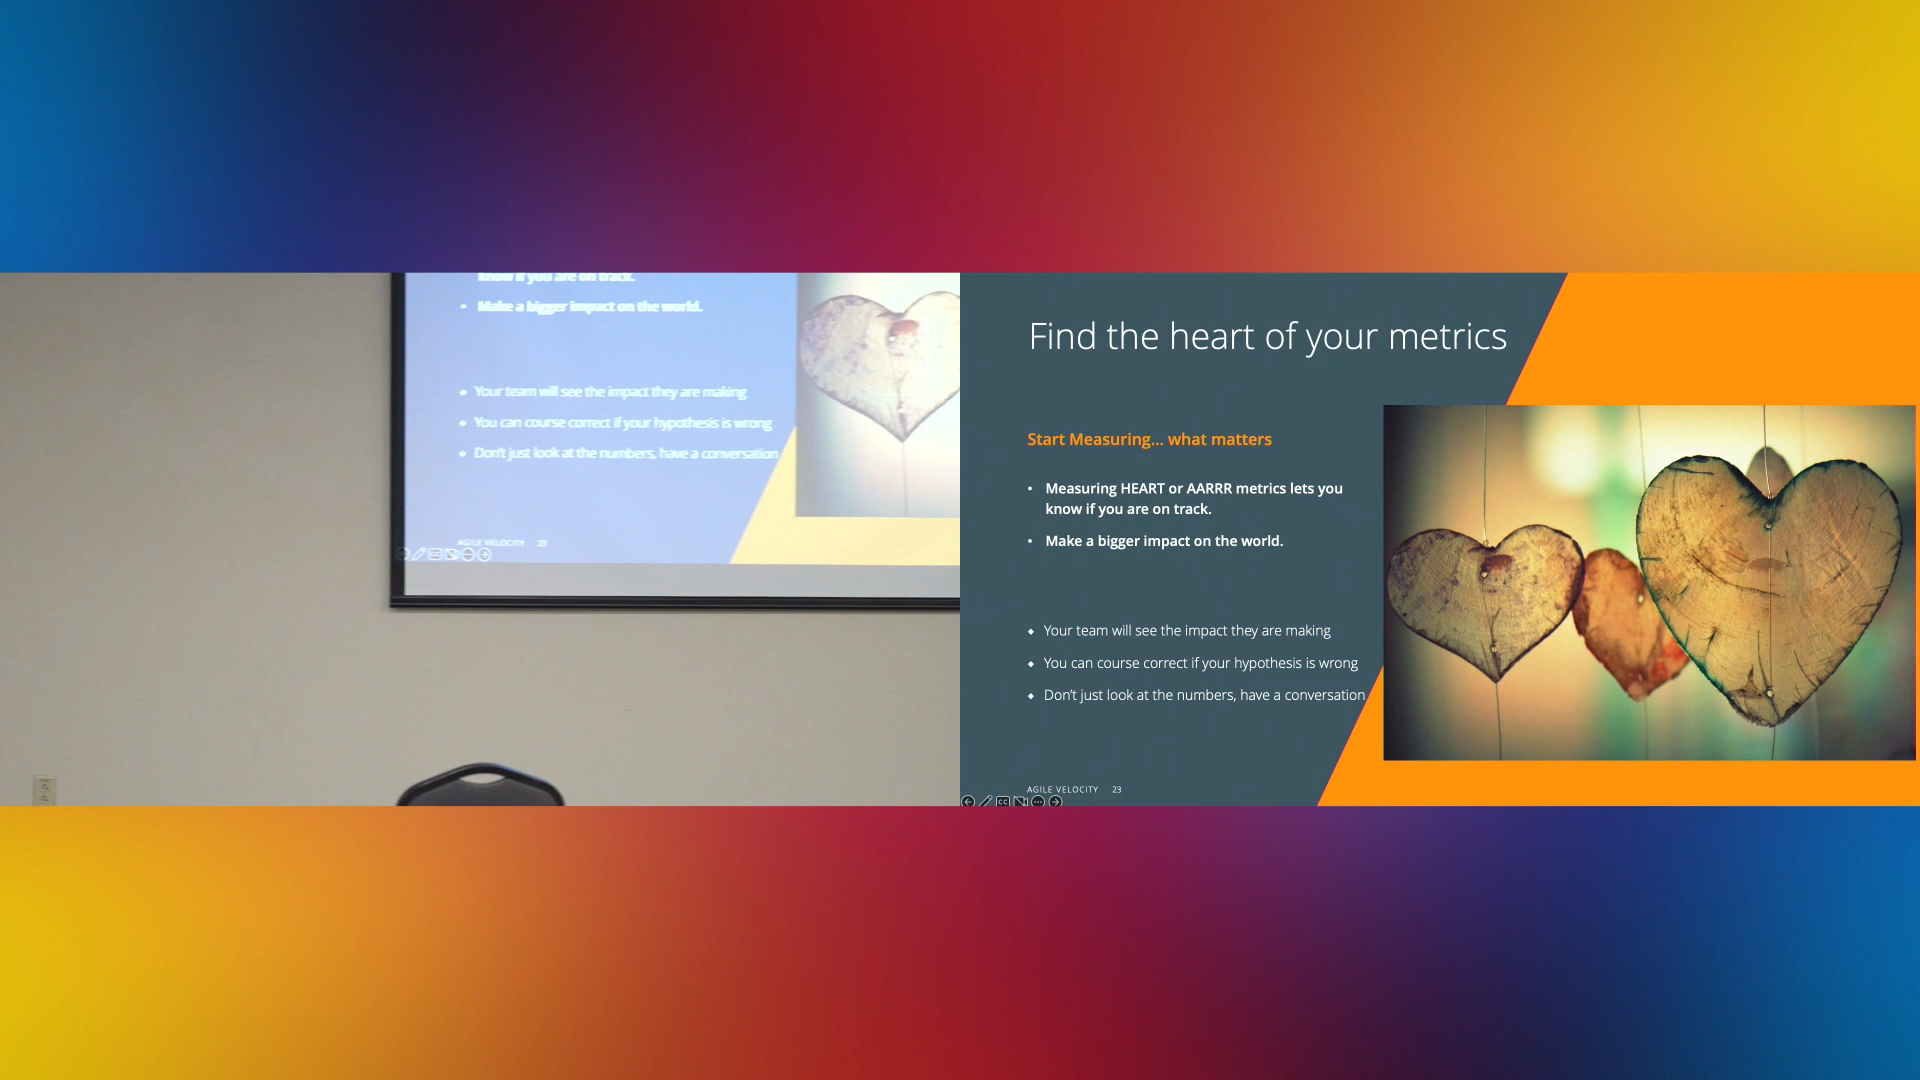 know if you are on track.
• Make a bigger impact on the world.
• Your team will see the impact they are making
• You can course correct if your hypothesis is wrong
• Don't just look at the numbers, have a conversation
AGILE VELOCITY 23
Find the heart of your metrics
Start Measuring... what matters
• Measuring HEART or AARRR metrics lets you
know if you are on track.
• Make a bigger impact on the world.
◆ Your team will see the impact they are making
◆ You can course correct if your hypothesis is wrong
◆ Don't just look at the numbers, have a conversation
AGILE VELOCITY 23
CC